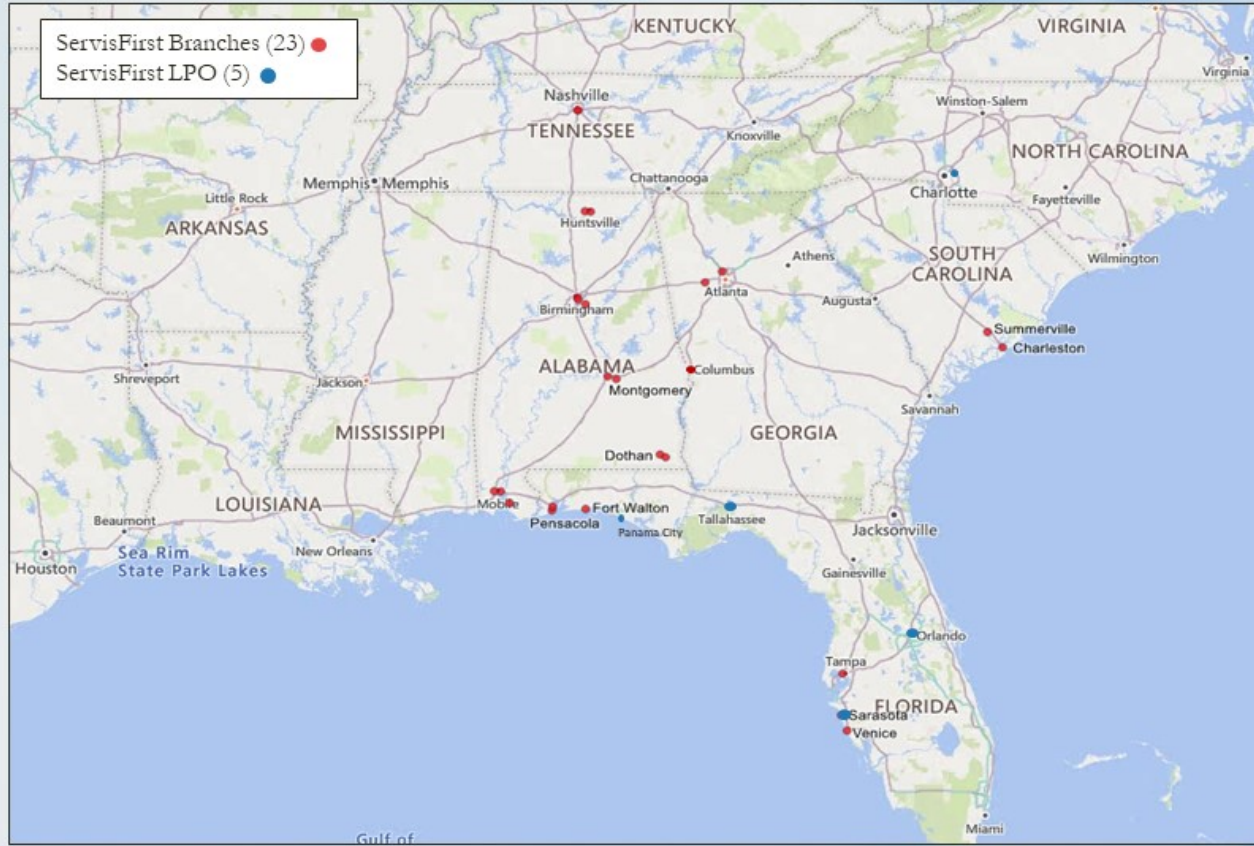 ServisFirst Branches (23)
ServisFirst LPO (5)
KENTUCKY
VIRGINIA
Virginia
Nashville
TENNESSEE
Knoxville
Winston-Salem
NORTH CAROLINA
Chattanooga
Memphis
Memphis
Little Rock
ARKANSAS
Charlotte
Fayetteville
Huntsville
Wilmington
SOUTH
CAROLINA
Athens
Atlanta
Augusta
Birmingham
Summerville
Charleston
ALABAMA
Columbus
Shreveport
Jackson
Montgomery
Savannah
MISSISSIPPI
GEORGIA
Dothan
LOUISIANA
Mobile
Fort Walton
Pensacola
Panama City
Tallahassee
Jacksonville
Beaumont
New Orleans
Houston
Sea Rim
State Park Lakes
Gainesville
Orlando
Tampa
FLORIDA
Sarasota
Venice
Miami
Gulf of